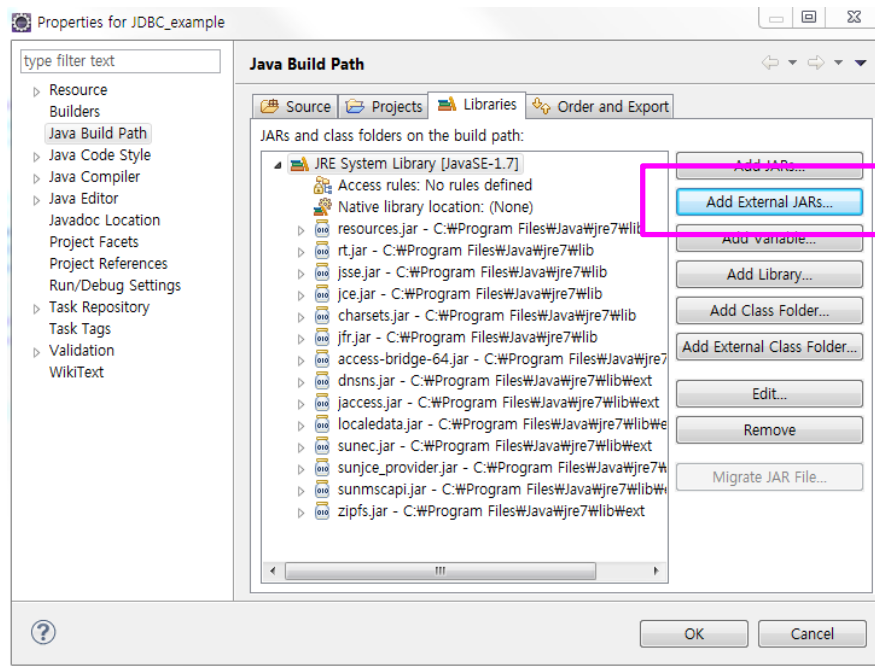 Properties for JDBC_example
type filter text
Resource
Builders
Java Build Path
Java Code Style
Java Compiler
Java Editor
Javadoc Location
Project Facets
Project References
Run/Debug Settings
Task Repository
Task Tags
Validation
WikiText
Java Build Path
Source Projects Libraries Order and Export
JARs and class folders on the build path:
JRE System Library [JavaSE-1.7]
Access rules: No rules defined
Native library location: (None)
resources.jar - C:₩Program Files₩Java₩jre7₩lib
rt.jar - C:₩Program Files₩Java₩jre7₩lib
jsse.jar - C:₩Program Files₩Java₩jre7₩lib
jce.jar - C:₩Program Files₩Java₩jre7₩lib
charsets.jar - C:₩Program Files₩Java₩jre7₩lib
jfr.jar - C:₩Program Files₩Java₩jre7₩lib
access-bridge-64.jar - C:₩Program Files₩Java₩jre7
dnsns.jar - C:₩Program Files₩Java₩jre7₩lib₩ext
jaccess.jar - C:₩Program Files₩Java₩jre7₩lib₩ext
localedata.jar - C:₩Program Files₩Java₩jre7₩lib₩e
sunec.jar - C:₩Program Files₩Java₩jre7₩lib₩ext
sunjce_provider.jar - C:₩Program Files₩Java₩jre7₩
sunmscapi.jar - C:₩Program Files₩Java₩jre7₩lib₩e
zipfs.jar - C:₩Program Files₩Java₩jre7₩lib₩ext
Add JARs...
Add External JARs...
Add Variable...
Add Library...
Add Class Folder...
Add External Class Folder...
Edit...
Remove
Migrate JAR File...
OK
Cancel